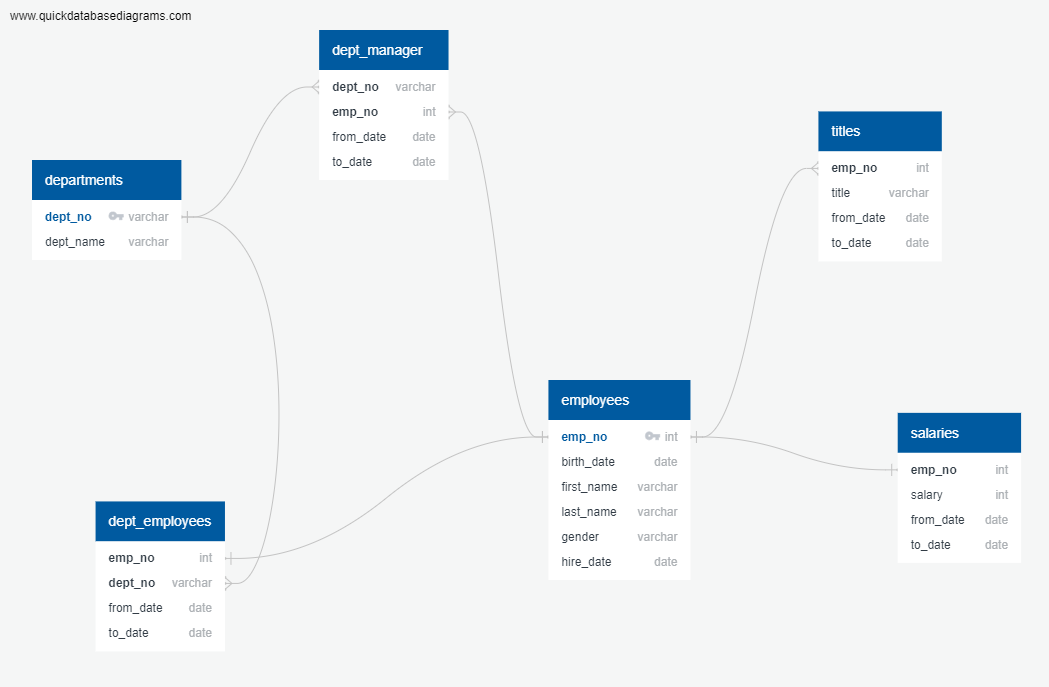 www.quickdatabasediagrams.com
dept_manager
dept_no varchar
emp_no int
from_date date
to_date date
departments
dept_no varchar
dept_name varchar
titles
emp_no int
title varchar
from_date date
to_date date
employees
emp_no int
birth_date date
first_name varchar
last_name varchar
gender varchar
hire_date date
salaries
emp_no int
salary int
from_date date
to_date date
dept_employees
emp_no int
dept_no varchar
from_date date
to_date date